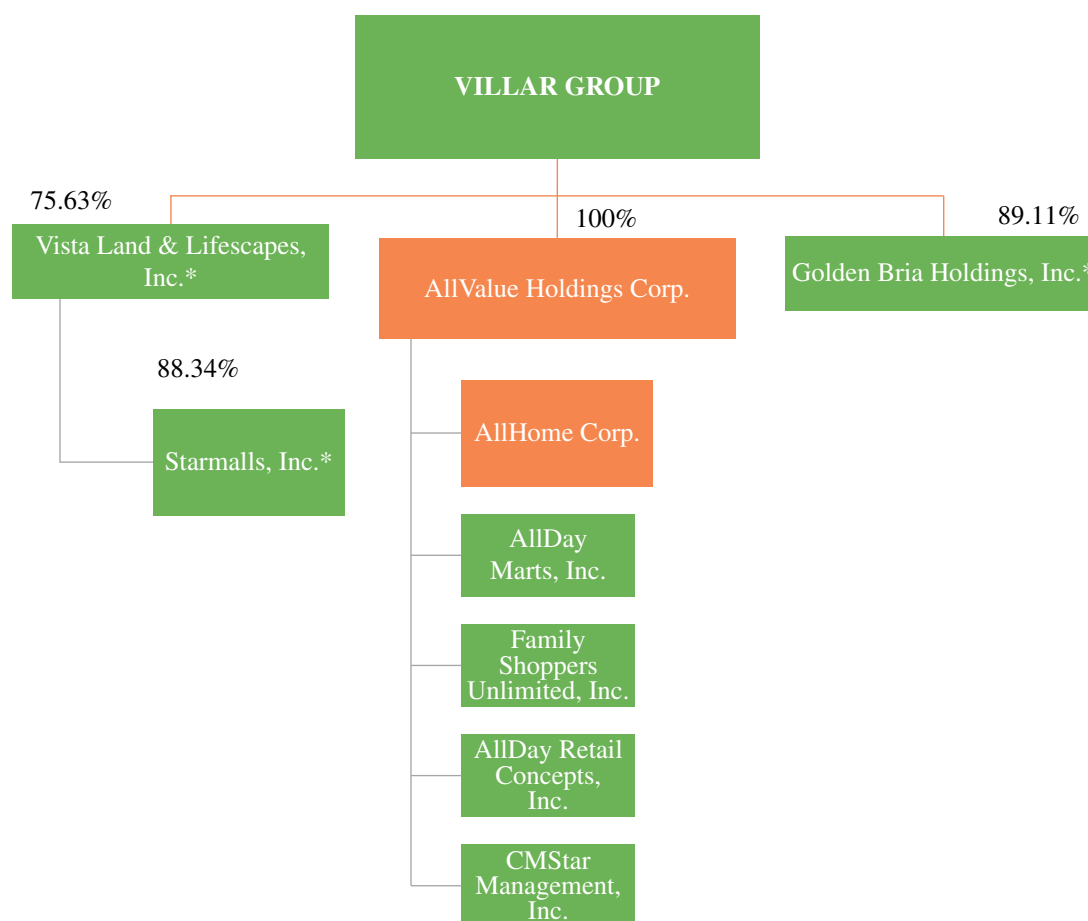 VILLAR GROUP
75.63%
100%
89.11%
Vista Land & Lifescapes,
Inc.*
AllValue Holdings Corp.
Golden Bria Holdings, Inc.*
88.34%
Starmalls, Inc.*
AllHome Corp.
AllDay
Marts, Inc.
Family
Shoppers
Unlimited, Inc.
AllDay Retail
Concepts,
Inc.
CMStar
Management,
Inc.